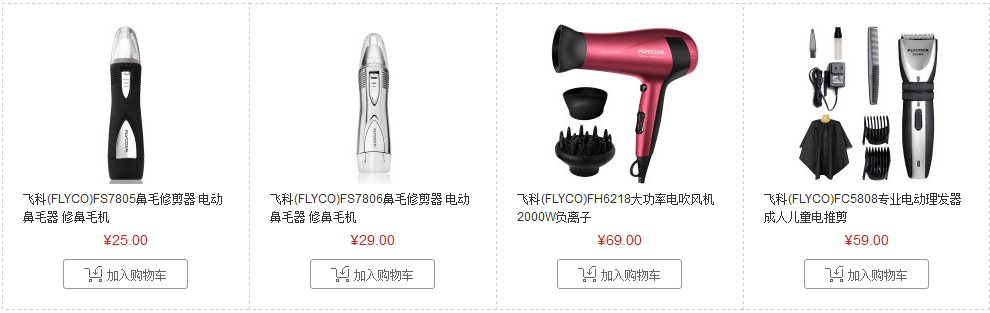 飞科(FLYCO)FS7805鼻毛修剪器 电动
鼻毛器 修鼻毛机
¥25.00
加入购物车
飞科(FLYCO)FS7806鼻毛修剪器 电动
鼻毛器 修鼻毛机
¥29.00
加入购物车
飞科(FLYCO)FH6218大功率电吹风机
2000W负离子
¥69.00
加入购物车
飞科(FLYCO)FC5808专业电动理发器
成人儿童电推剪
¥59.00
加入购物车